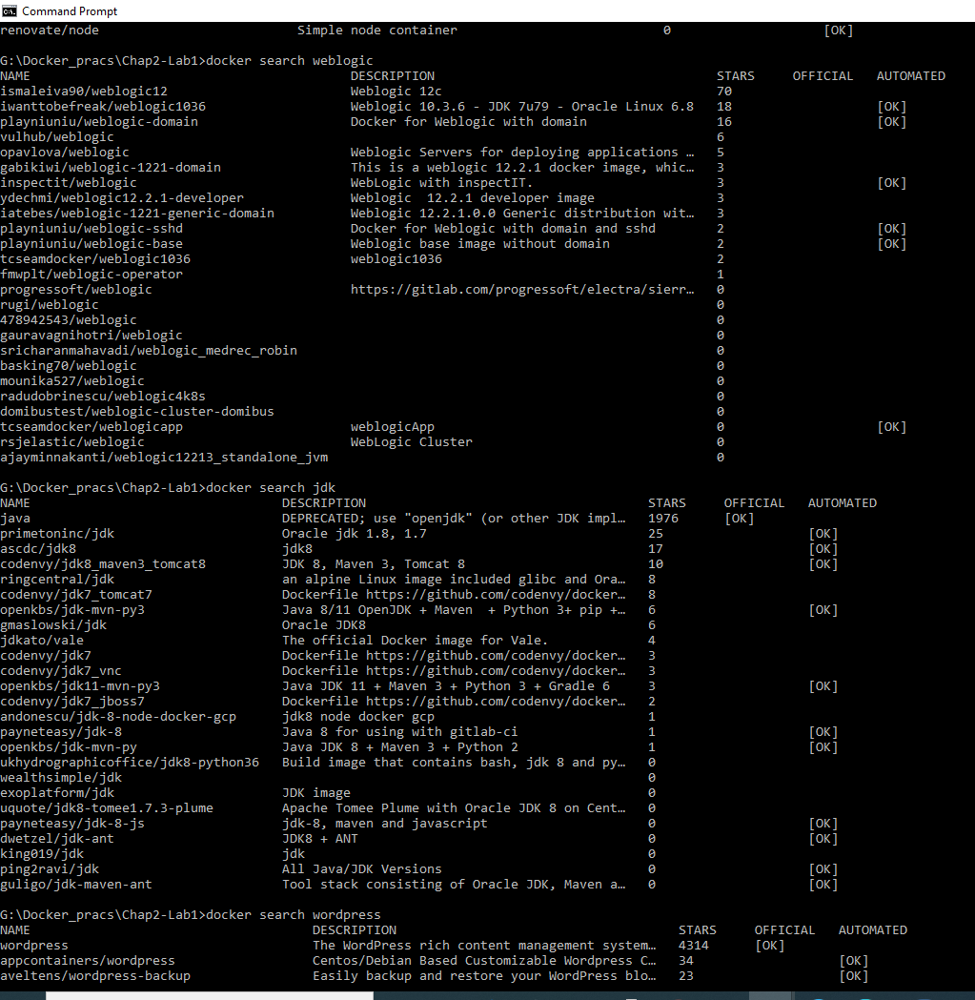 Command Prompt
renovate/node Simple node container 0 [OK]
G:\Docker_pracs\Chap2-Lab1>docker search weblogic
NAME DESCRIPTION STARS OFFICIAL AUTOMATED
ismaleiva90/weblogic12 Weblogic 12c 70
iwanttobefreak/weblogic1036 Weblogic 10.3.6 - JDK 7u79 - Oracle Linux 6.8 18 [OK]
playniuniu/weblogic-domain Docker for Weblogic with domain 16 [OK]
vulhub/weblogic 6
opavlova/weblogic Weblogic Servers for deploying applications … 5
gabikiwi/weblogic-1221-domain This is a weblogic 12.2.1 docker image, whic… 3
inspectit/weblogic WebLogic with inspectIT. 3 [OK]
ydechmi/weblogic12.2.1-developer Weblogic  12.2.1 developer image 3
iatebes/weblogic-1221-generic-domain Weblogic 12.2.1.0.0 Generic distribution wit… 3
playniuniu/weblogic-sshd Docker for Weblogic with domain and sshd 2 [OK]
playniuniu/weblogic-base Weblogic base image without domain 2 [OK]
tcseamdocker/weblogic1036 weblogic1036 2
fmwplt/weblogic-operator 1
progressoft/weblogic https://gitlab.com/progressoft/electra/sierr… 0
rugi/weblogic 0
478942543/weblogic 0
gauravagnihotri/weblogic 0
sricharanmahavadi/weblogic_medrec_robin 0
basking70/weblogic 0
mounika527/weblogic 0
radudobrinescu/weblogic4k8s 0
domibustest/weblogic-cluster-domibus 0
tcseamdocker/weblogicapp weblogicApp 0 [OK]
rsjelastic/weblogic WebLogic Cluster 0
ajayminnakanti/weblogic12213_standalone_jvm 0
G:\Docker_pracs\Chap2-Lab1>docker search jdk
NAME DESCRIPTION STARS OFFICIAL AUTOMATED
java DEPRECATED; use "openjdk" (or other JDK impl… 1976 [OK]
primetoninc/jdk Oracle jdk 1.8, 1.7 25 [OK]
ascdc/jdk8 jdk8 17 [OK]
codenvy/jdk8_maven3_tomcat8 JDK 8, Maven 3, Tomcat 8 10 [OK]
ringcentral/jdk an alpine Linux image included glibc and Ora… 8
codenvy/jdk7_tomcat7 Dockerfile https://github.com/codenvy/docker… 8
openkbs/jdk-mvn-py3 Java 8/11 OpenJDK + Maven  + Python 3+ pip +… 6 [OK]
gmaslowski/jdk Oracle JDK8 6
jdkato/vale The official Docker image for Vale. 4
codenvy/jdk7 Dockerfile https://github.com/codenvy/docker… 3
codenvy/jdk7_vnc Dockerfile https://github.com/codenvy/docker… 3
openkbs/jdk11-mvn-py3 Java JDK 11 + Maven 3 + Python 3 + Gradle 6 3 [OK]
codenvy/jdk7_jboss7 Dockerfile https://github.com/codenvy/docker… 2
andonescu/jdk-8-node-docker-gcp jdk8 node docker gcp 1
payneteasy/jdk-8 Java 8 for using with gitlab-ci 1 [OK]
openkbs/jdk-mvn-py Java JDK 8 + Maven 3 + Python 2 1 [OK]
ukhydrographicoffice/jdk8-python36 Build image that contains bash, jdk 8 and py… 0
wealthsimple/jdk 0
exoplatform/jdk JDK image 0
uquote/jdk8-tomee1.7.3-plume Apache Tomee Plume with Oracle JDK 8 on Cent… 0
payneteasy/jdk-8-js jdk-8, maven and javascript 0 [OK]
dwetzel/jdk-ant JDK8 + ANT 0 [OK]
king019/jdk jdk 0
ping2ravi/jdk All Java/JDK Versions 0 [OK]
guligo/jdk-maven-ant Tool stack consisting of Oracle JDK, Maven a… 0 [OK]
G:\Docker_pracs\Chap2-Lab1>docker search wordpress
NAME DESCRIPTION STARS OFFICIAL AUTOMATED
wordpress The WordPress rich content management system… 4314 [OK]
appcontainers/wordpress Centos/Debian Based Customizable Wordpress C… 34 [OK]
aveltens/wordpress-backup Easily backup and restore your WordPress blo… 23 [OK]